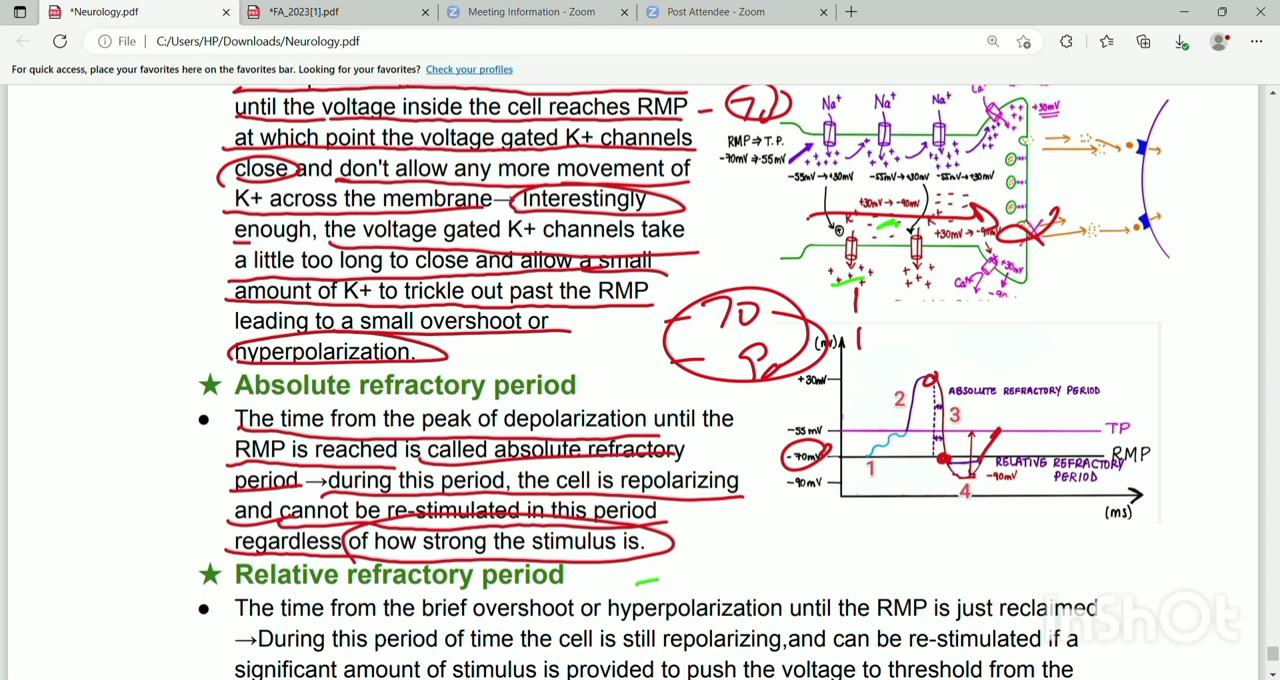 *Neurology.pdf
*FA_2023[1].pdf
Meeting Information - Zoom
Post Attendee - Zoom
File
C:/Users/HP/Downloads/Neurology.pdf
For quick access, place your favorites here on the favorites bar. Looking for your favorites? Check your profiles
until the voltage inside the cell reaches RMP
at which point the voltage gated K+ channels
close and don't allow any more movement of
K+ across the membrane→ Interestingly
enough, the voltage gated K+ channels take
a little too long to close and allow a small
amount of K+ to trickle out past the RMP
leading to a small overshoot or
hyperpolarization.
★ Absolute refractory period
● The time from the peak of depolarization until the
RMP is reached is called absolute refractory
period →during this period, the cell is repolarizing
and cannot be re-stimulated in this period
regardless of how strong the stimulus is.
★ Relative refractory period
● The time from the brief overshoot or hyperpolarization until the RMP is just reclaimed
→During this period of time the cell is still repolarizing,and can be re-stimulated if a
significant amount of stimulus is provided to push the voltage to threshold from the
Na+ Na+ Na+
+30mV
RMP⇒T.P.
-70mV⇒-55mV
-55mV→+30mV -55mV→+30mV -55mV→+30mV
+30mV→-90mV
K+ K+
+30mV→-90mV
+30mV
Ca++
-70
- 90
(mV)
+30mV
2
ABSOLUTE REFRACTORY PERIOD
3
-55mV
TP
-70mV
RMP
1
RELATIVE REFRACTORY
PERIOD
-90mV
-90mV
4
(ms)
InShOt